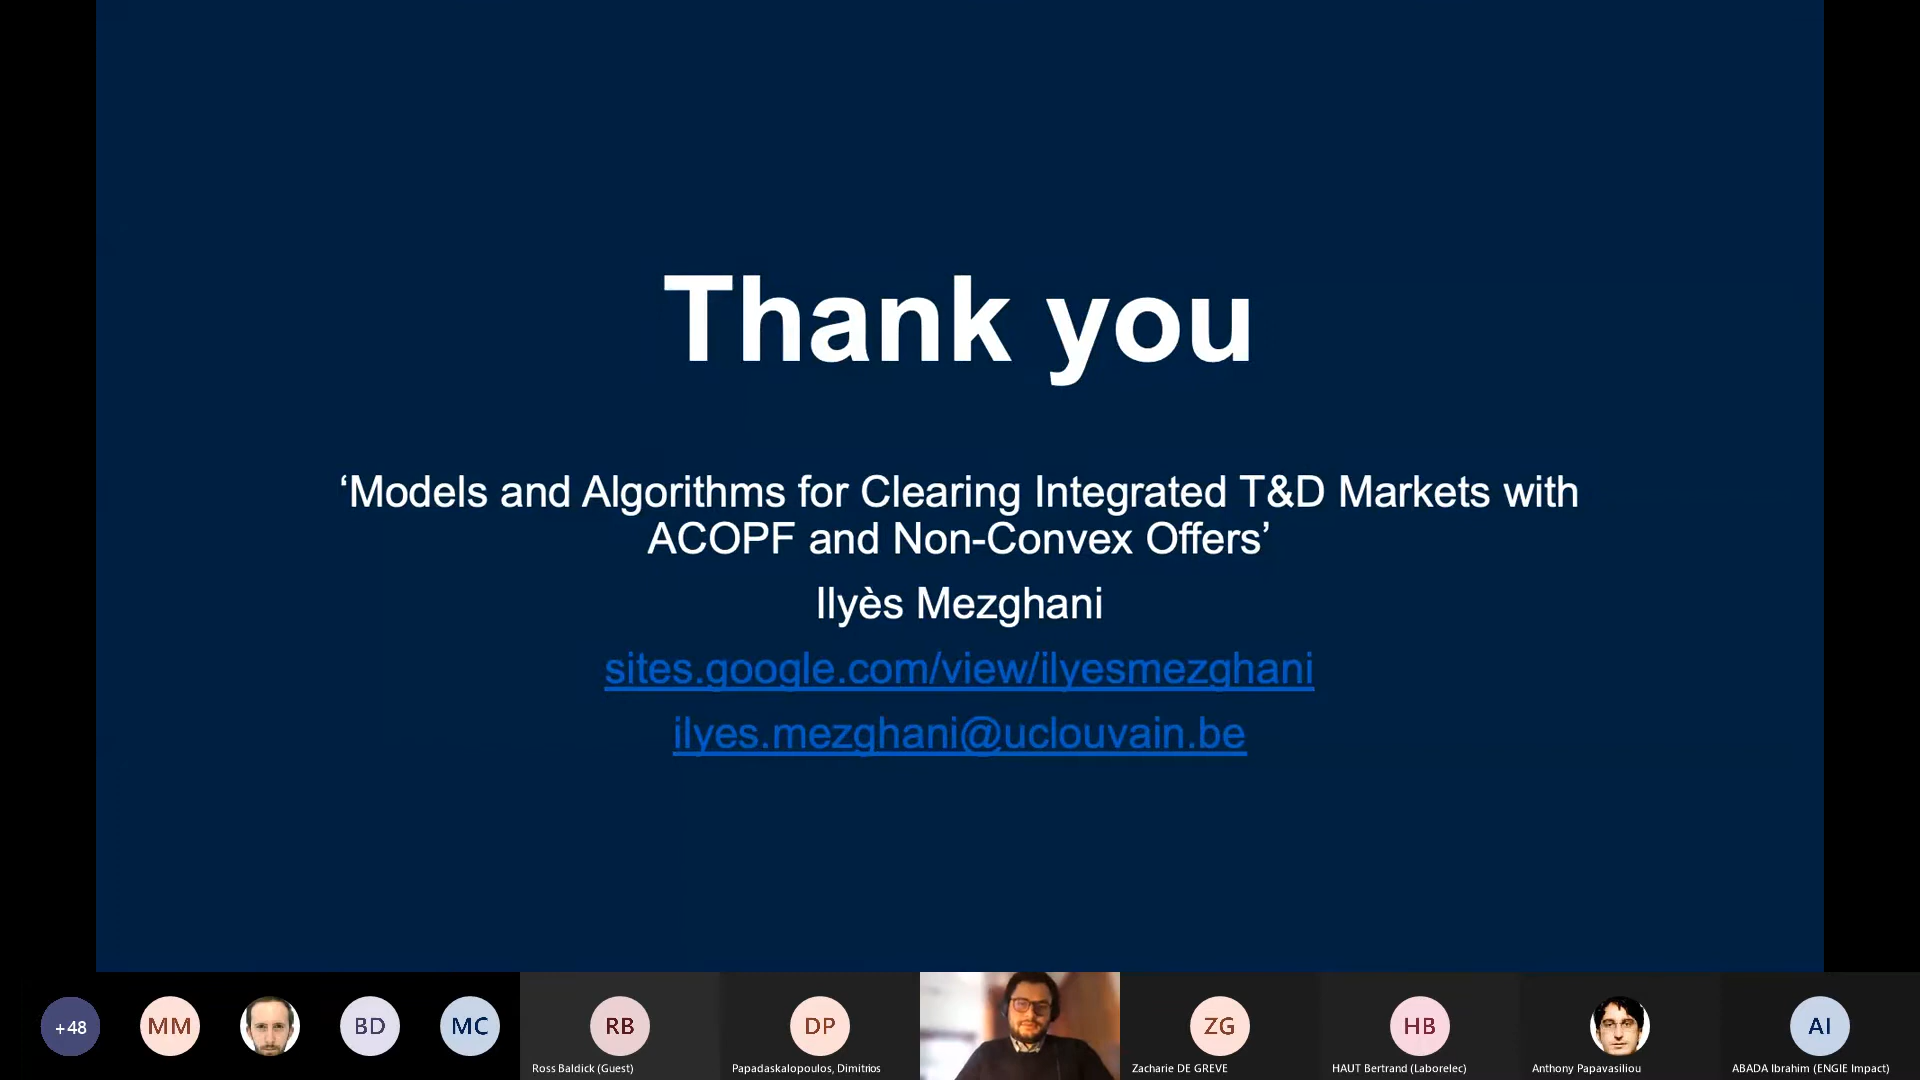 Thank you
‘Models and Algorithms for Clearing Integrated T&D Markets with
ACOPF and Non-Convex Offers’
Ilyès Mezghani
sites.google.com/view/ilyesmezghani
ilyes.mezghani@uclouvain.be
+48
MM
BD
MC
RB
DP
ZG
HB
AI
Ross Baldick (Guest)
Papadaskalopoulos, Dimitrios
Zacharie DE GREVE
HAUT Bertrand (Laborelec)
Anthony Papavasiliou
ABADA Ibrahim (ENGIE Impact)